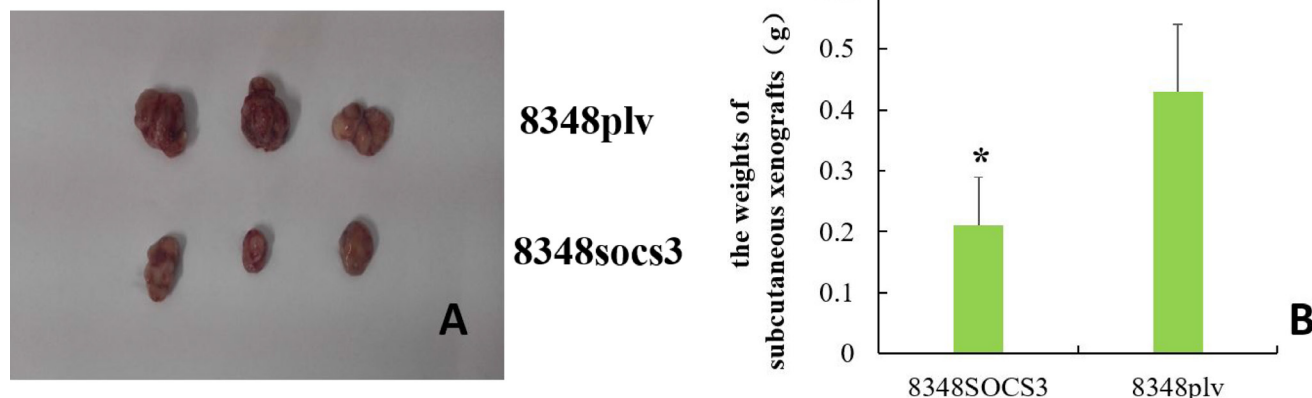 8348plv
8348socs3
A
the weights of
subcutaneous xenografts（g）
0.5
0.4
0.3
0.2
0.1
0
*
8348SOCS3
8348plv
B